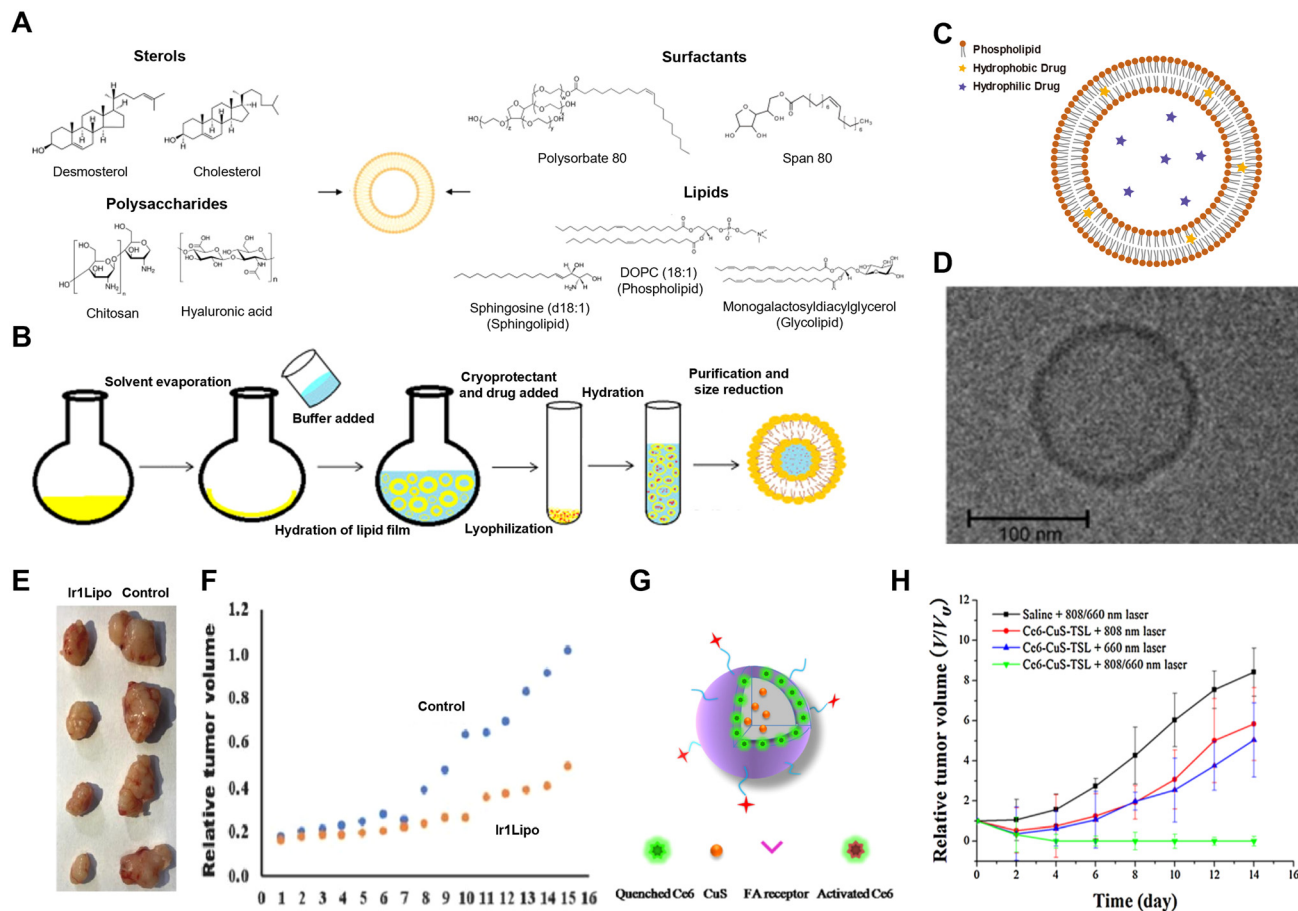 A
Sterols
Desmosterol
Cholesterol
Polysaccharides
Chitosan
Hyaluronic acid
Surfactants
Polysorbate 80
Span 80
Lipids
DOPC (18:1)
(Phospholipid)
Sphingosine (d18:1)
(Sphingolipid)
Monogalactosyldiacylglycerol
(Glycolipid)
B
Solvent evaporation
Buffer added
Hydration of lipid film
Cryoprotectant
and drug added
Lyophilization
Hydration
Purification and
size reduction
C
Phospholipid
Hydrophobic Drug
Hydrophilic Drug
D
100 nm
E
Ir1Lipo
Control
F
Relative tumor volume
1.2
1.0
0.8
0.6
0.4
0.2
0.0
Control
Ir1Lipo
0 1 2 3 4 5 6 7 8 9 10 11 12 13 14 15 16
G
Quenched Ce6
CuS
FA receptor
Activated Ce6
H
Relative tumor volume (V/V0)
12
10
8
6
4
2
0
Saline + 808/660 nm laser
Ce6-CuS-TSL + 808 nm laser
Ce6-CuS-TSL + 660 nm laser
Ce6-CuS-TSL + 808/660 nm laser
0 2 4 6 8 10 12 14 16
Time (day)